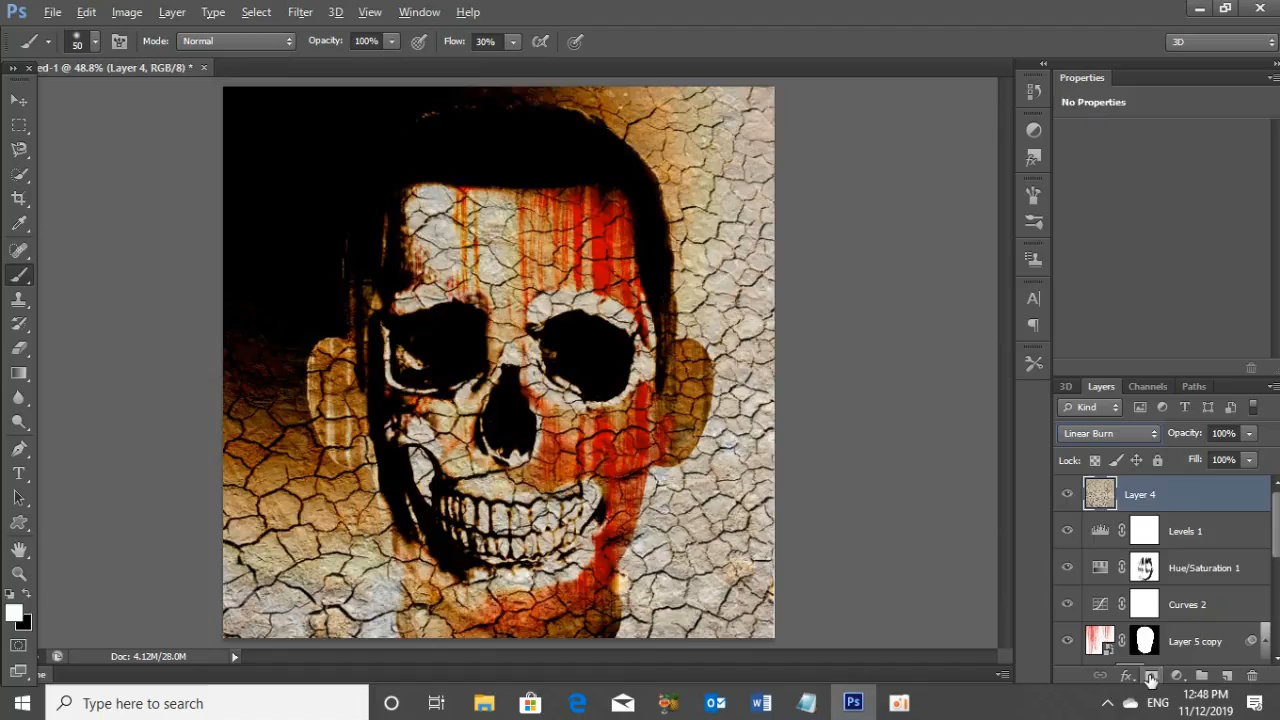 Ps File Edit Image Layer Type Select Filter 3D View Window Help
50 Mode: Normal Opacity: 100% Flow: 30% 3D
ed-1 @ 48.8% (Layer 4, RGB/8) * ×
Properties
No Properties
3D Layers Channels Paths
Kind
Linear Burn Opacity: 100%
Lock: Fill: 100%
Layer 4
Levels 1
Hue/Saturation 1
Curves 2
Layer 5 copy
Doc: 4.12M/28.0M
fx
Type here to search
ENG
12:48 PM
11/12/2019